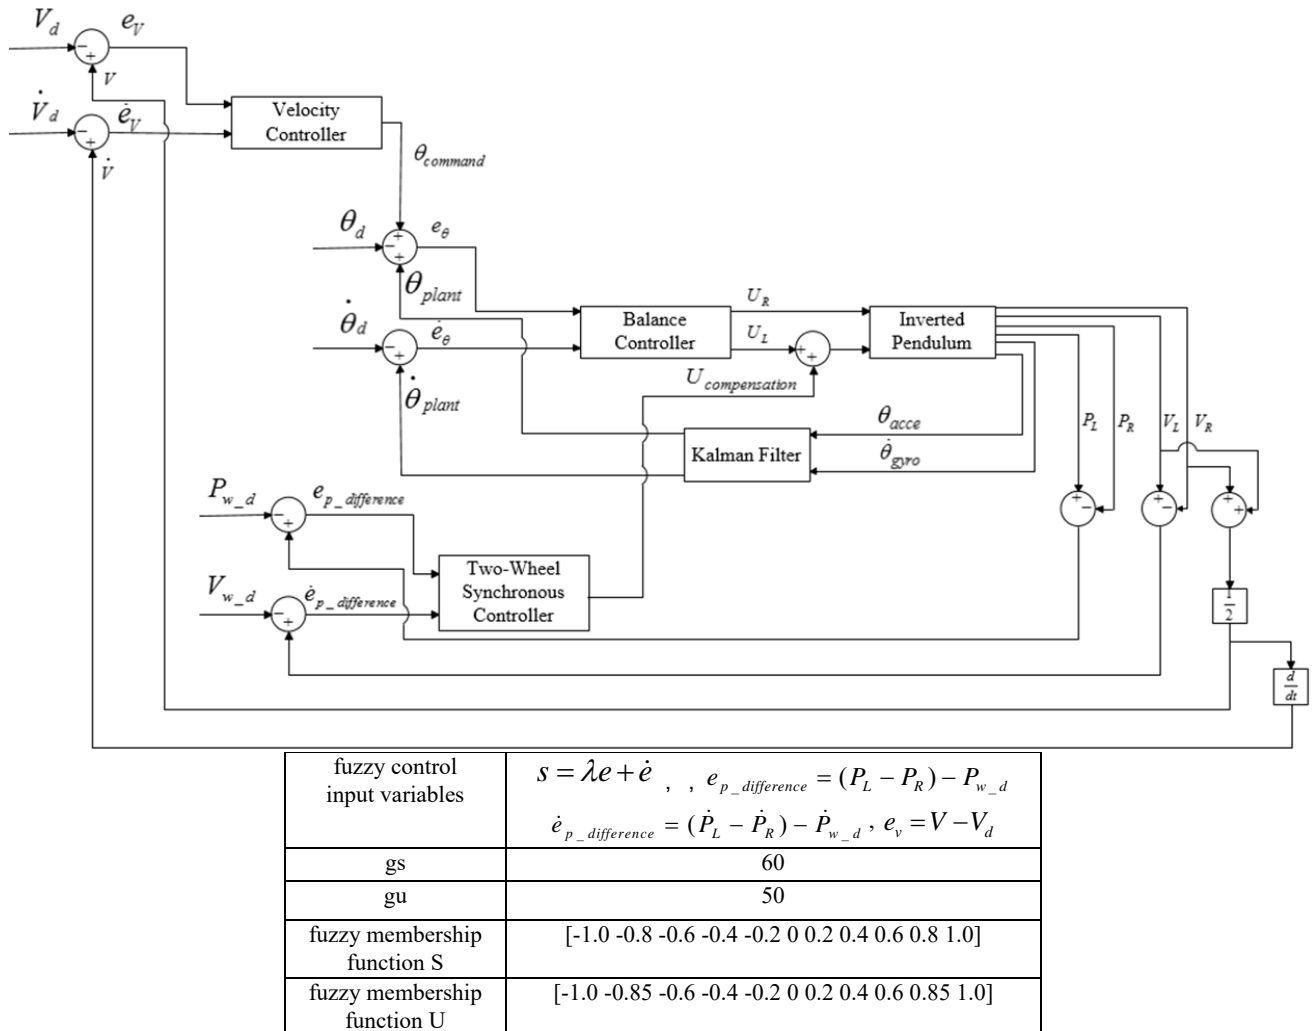 V_d
e_V
V
V̇_d
ė_V
V̇
Velocity
Controller
θ_command
θ_d
e_θ
θ_plant
θ̇_d
ė_θ
θ̇_plant
Balance
Controller
U_R
U_L
Inverted
Pendulum
U_compensation
θ_acce
θ̇_gyro
Kalman Filter
P_L
P_R
V_L
V_R
P_w_d
e_p_difference
V_w_d
ė_p_difference
Two-Wheel
Synchronous
Controller
1/2
d/dt
− + − + + − + − + + + − + − + + + + − + − +
fuzzy control
input variables
s = λe + ė , , e_p_difference = (P_L − P_R) − P_w_d
ė_p_difference = (Ṗ_L − Ṗ_R) − Ṗ_w_d , e_v = V − V_d
gs
60
gu
50
fuzzy membership
function S
[-1.0 -0.8 -0.6 -0.4 -0.2 0 0.2 0.4 0.6 0.8 1.0]
fuzzy membership
function U
[-1.0 -0.85 -0.6 -0.4 -0.2 0 0.2 0.4 0.6 0.85 1.0]